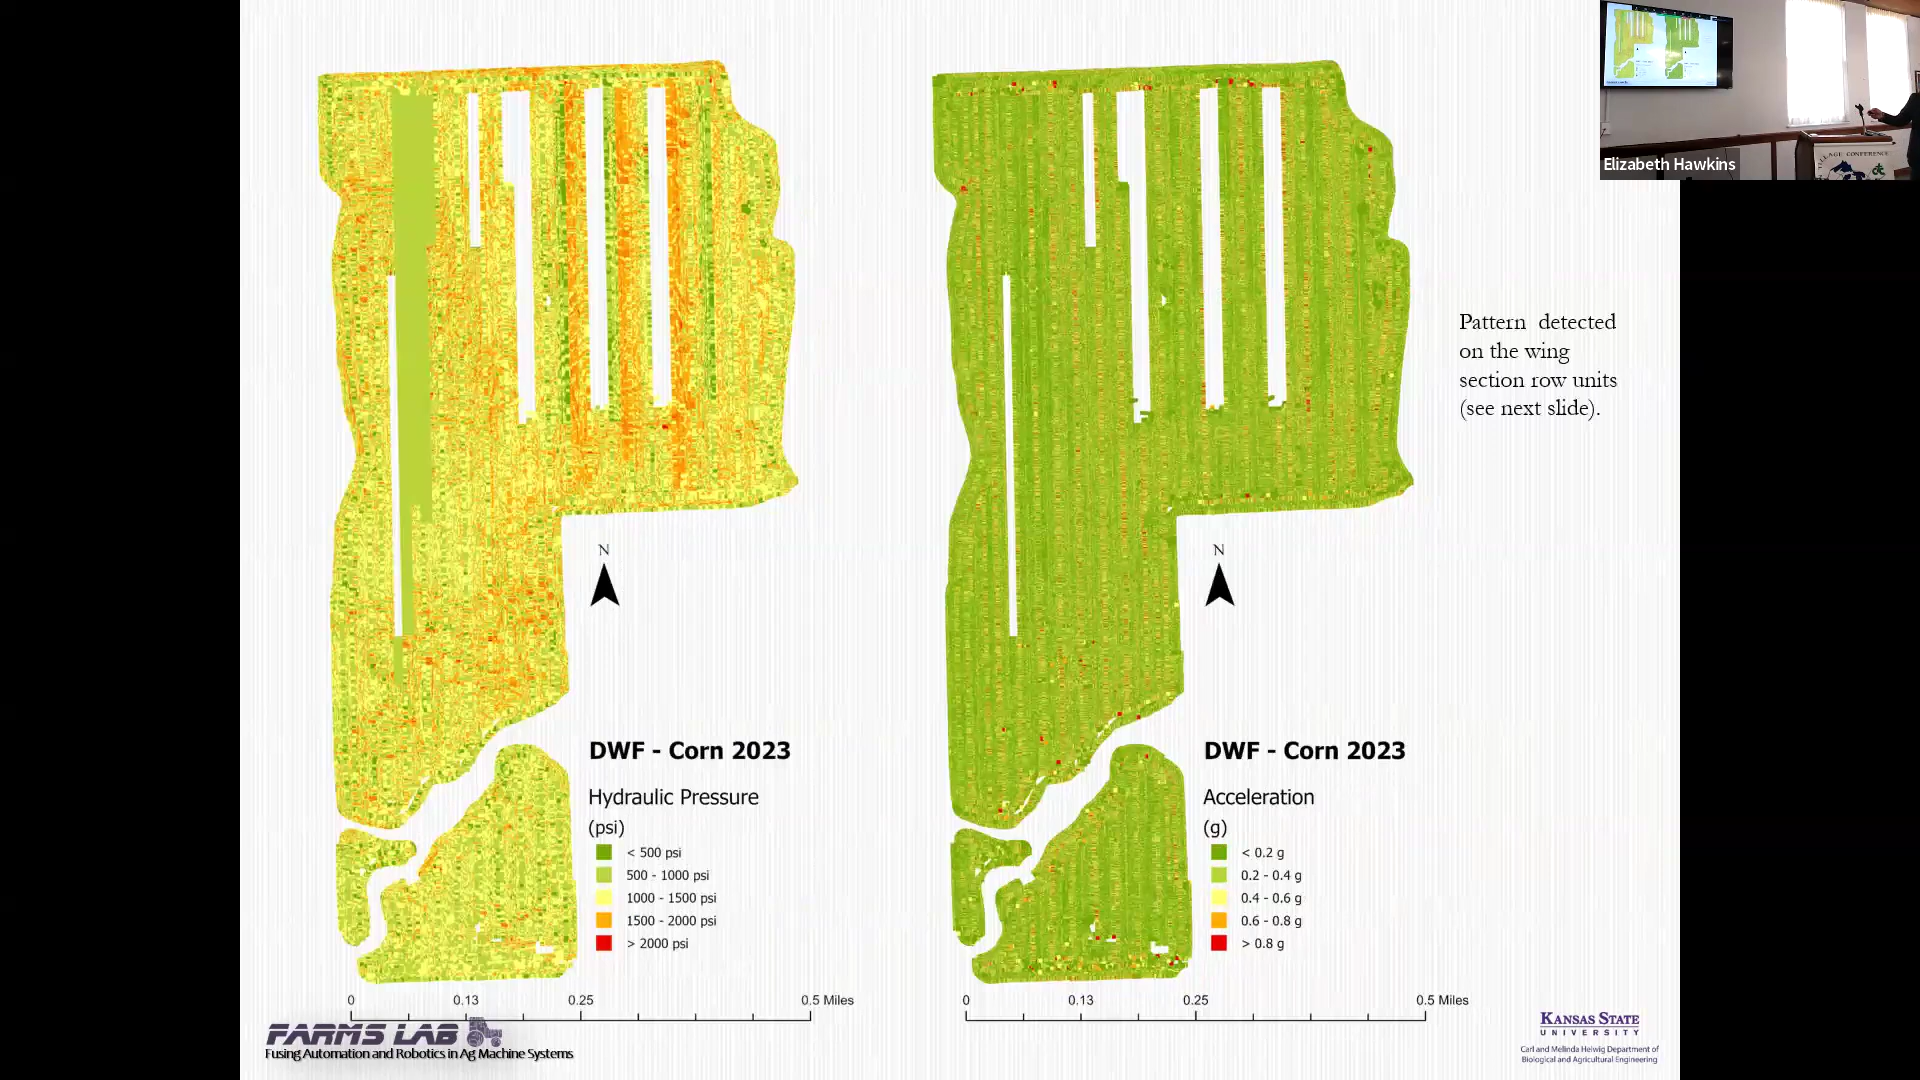 Elizabeth Hawkins
AGE CONFERENCE
Pattern detected
on the wing
section row units
(see next slide).
N
DWF - Corn 2023
Hydraulic Pressure
(psi)
< 500 psi
500 - 1000 psi
1000 - 1500 psi
1500 - 2000 psi
> 2000 psi
0 0.13 0.25 0.5 Miles
N
DWF - Corn 2023
Acceleration
(g)
< 0.2 g
0.2 - 0.4 g
0.4 - 0.6 g
0.6 - 0.8 g
> 0.8 g
0 0.13 0.25 0.5 Miles
FARMS LAB
Fusing Automation and Robotics in Ag Machine Systems
KANSAS STATE
UNIVERSITY
Carl and Melinda Helwig Department of
Biological and Agricultural Engineering